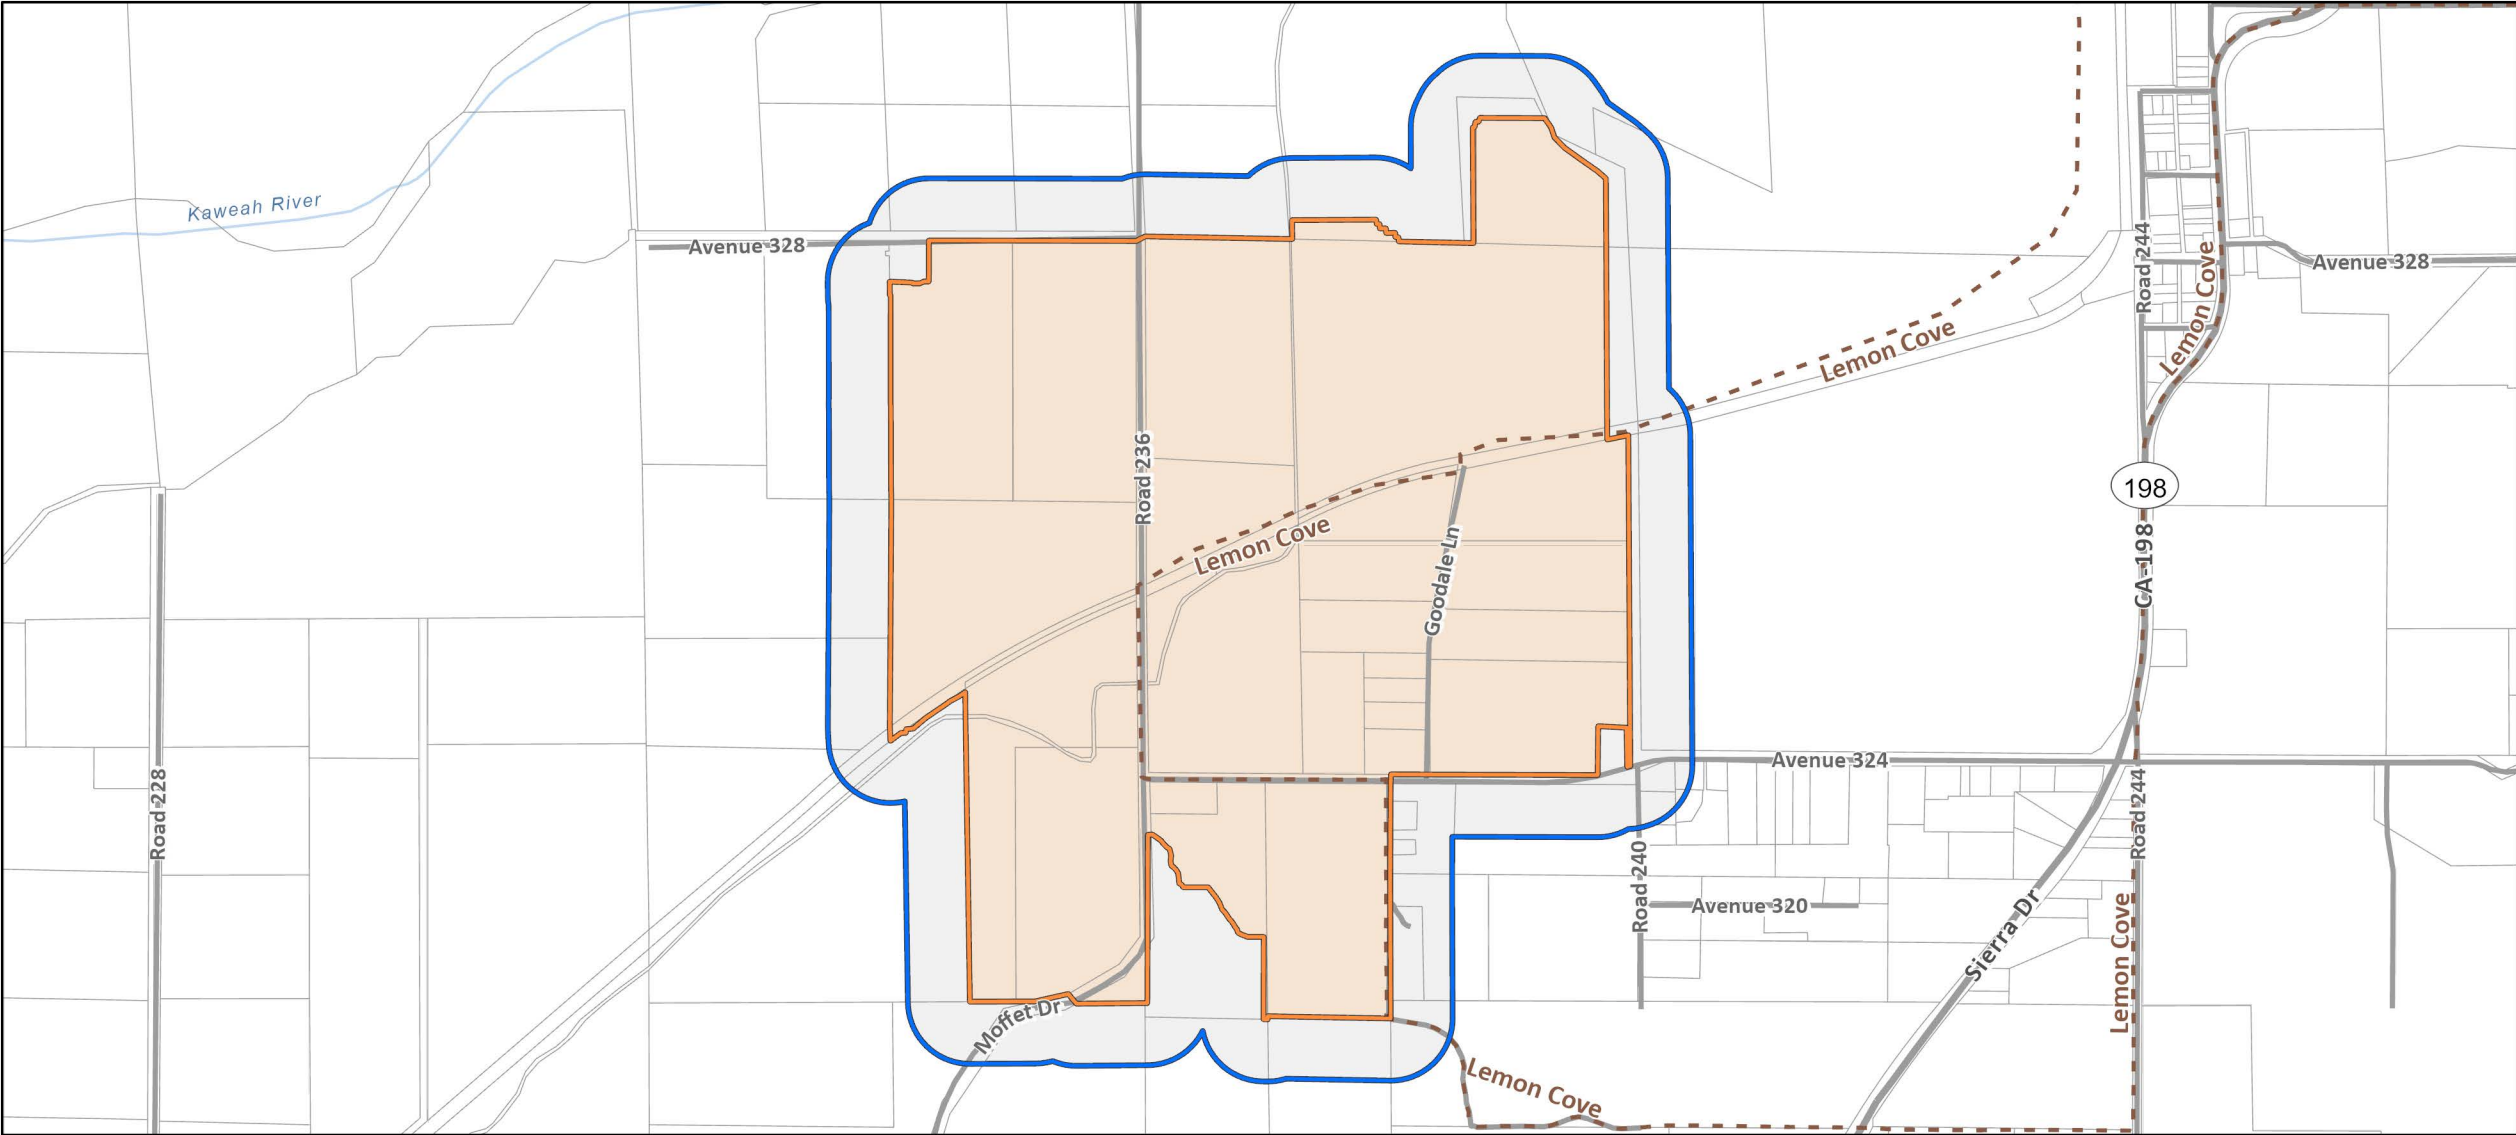 Kaweah River
Avenue 328
Road 244
Lemon Cove
Avenue 328
Lemon Cove
Road 236
198
Lemon Cove
Goodale Ln
CA-198
Avenue 324
Road 228
Road 244
Road 240
Avenue 320
Sierra Dr
Lemon Cove
Moffet Dr
Lemon Cove